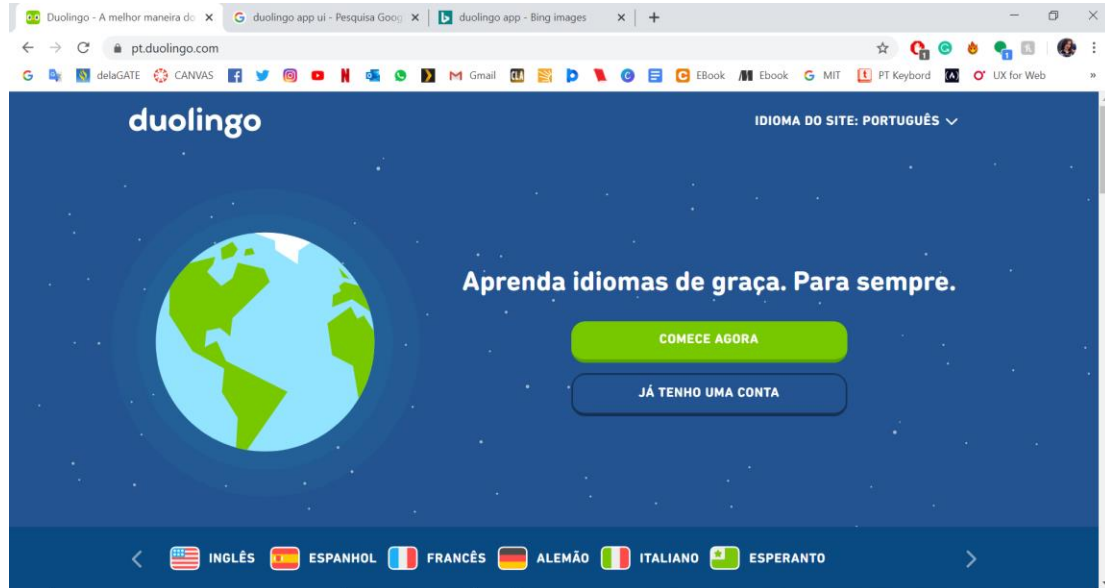 Duolingo - A melhor maneira do
duolingo app ui - Pesquisa Goog
duolingo app - Bing images
pt.duolingo.com
delaGATE CANVAS Gmail EBook Ebook MIT PT Keybord UX for Web
duolingo
IDIOMA DO SITE: PORTUGUÊS
Aprenda idiomas de graça. Para sempre.
COMECE AGORA
JÁ TENHO UMA CONTA
INGLÊS ESPANHOL FRANCÊS ALEMÃO ITALIANO ESPERANTO